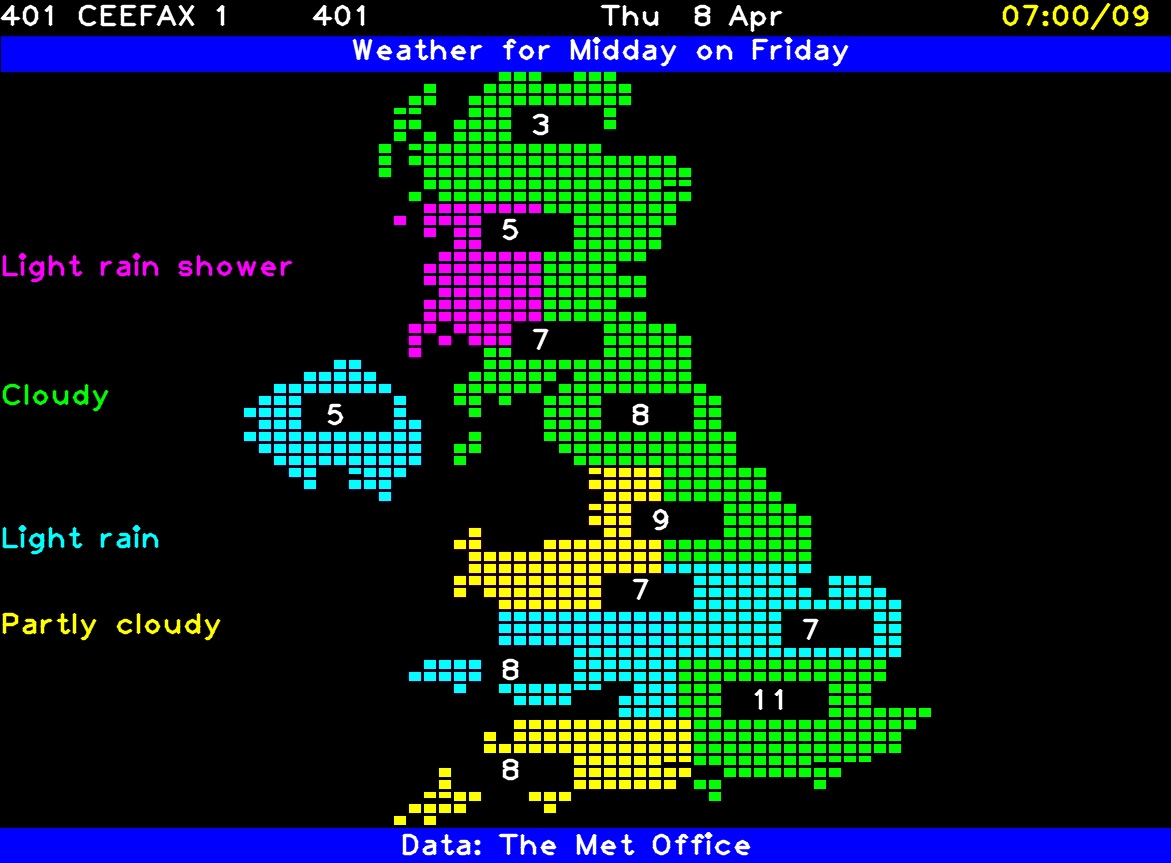 401 CEEFAX 1 401 Thu 8 Apr 07:00/09
Weather for Midday on Friday
3
5
Light rain shower
7
Cloudy
5 8
9
Light rain
7
Partly cloudy 7
8
11
8
Data: The Met Office